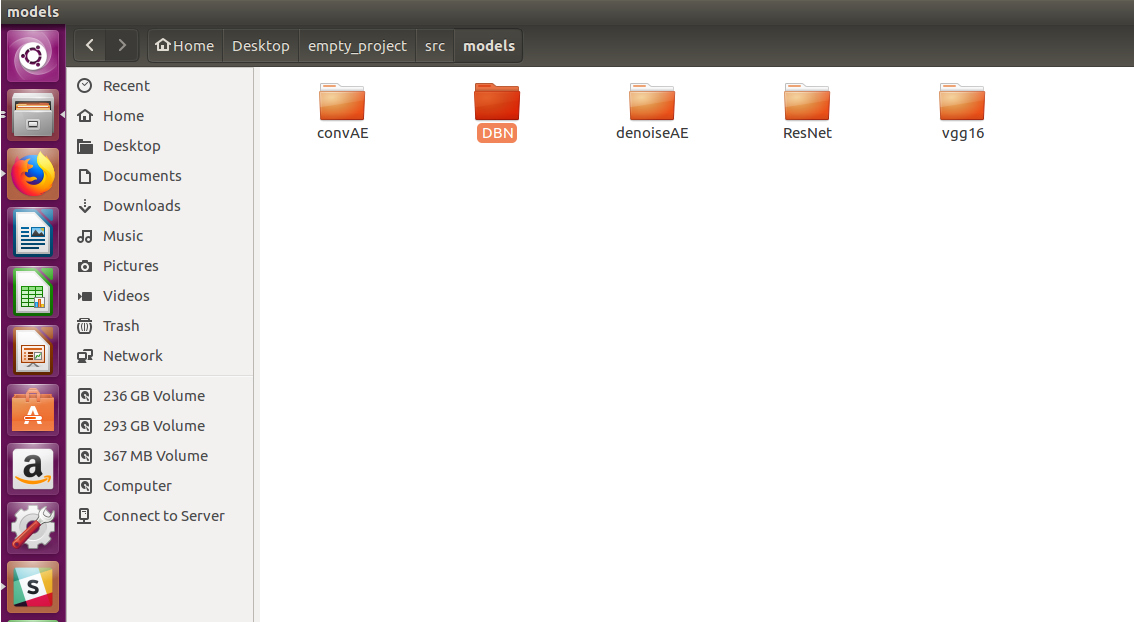 models
Home Desktop empty_project src models
Recent
Home
Desktop
Documents
Downloads
Music
Pictures
Videos
Trash
Network
236 GB Volume
293 GB Volume
367 MB Volume
Computer
Connect to Server
convAE DBN denoiseAE ResNet vgg16
A
a
S